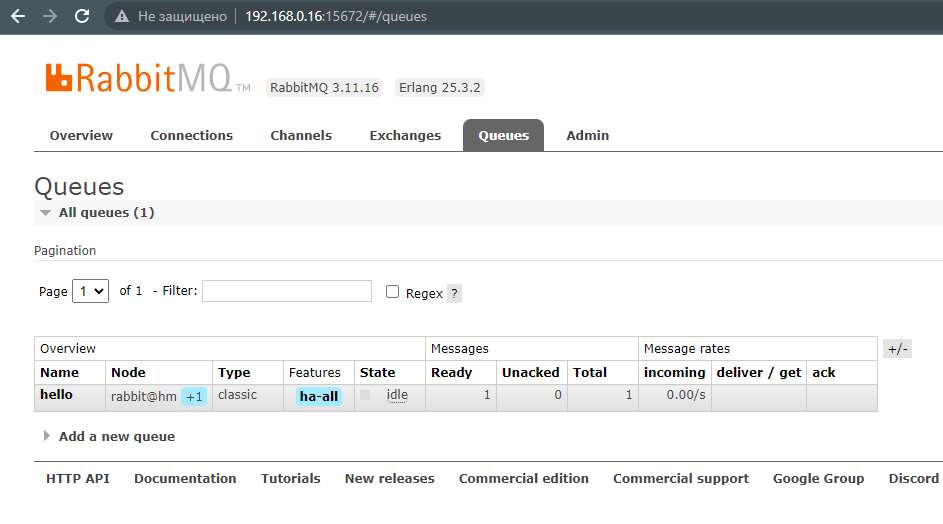 Не защищено 192.168.0.16:15672/#/queues
RabbitMQ TM RabbitMQ 3.11.16 Erlang 25.3.2
Overview Connections Channels Exchanges Queues Admin
Queues
All queues (1)
Pagination
Page 1 of 1 - Filter: Regex ?
Overview Messages Message rates +/-
Name Node Type Features State Ready Unacked Total incoming deliver / get ack
hello rabbit@hm +1 classic ha-all idle 1 0 1 0.00/s
Add a new queue
HTTP API Documentation Tutorials New releases Commercial edition Commercial support Google Group Discord